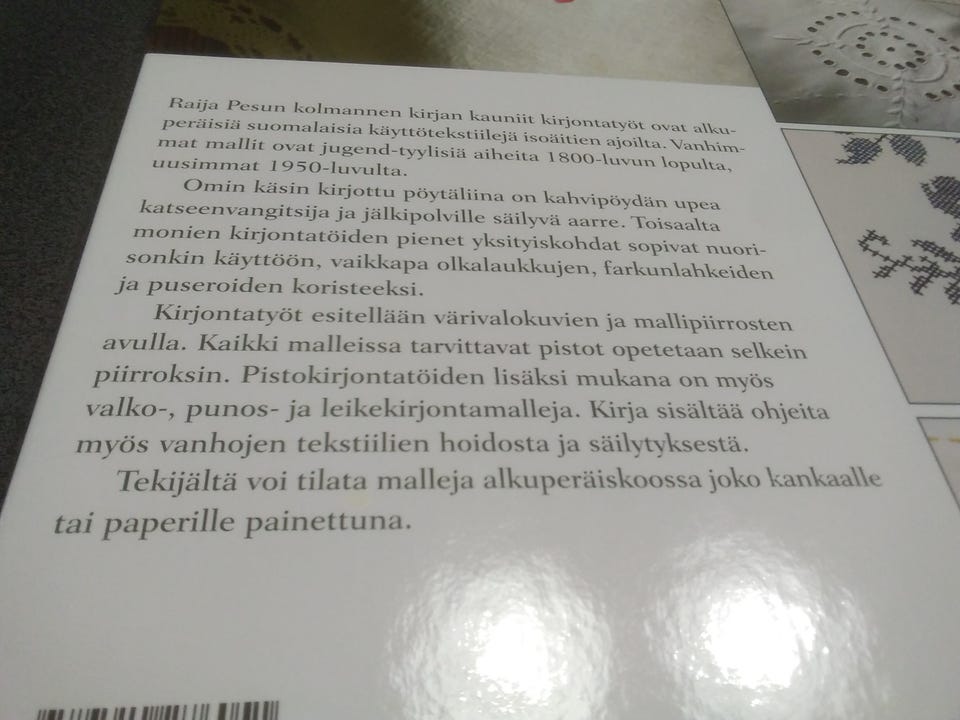 Raija Pesun kolmannen kirjan kauniit kirjontatyöt ovat alku-
peräisiä suomalaisia käyttötekstiilejä isoäitien ajoilta. Vanhim-
mat mallit ovat jugend-tyylisiä aiheita 1800-luvun lopulta,
uusimmat 1950-luvulta.
Omin käsin kirjottu pöytäliina on kahvipöydän upea
katseenvangitsija ja jälkipolville säilyvä aarre. Toisaalta
monien kirjontatöiden pienet yksityiskohdat sopivat nuori-
sonkin käyttöön, vaikkapa olkalaukkujen, farkunlahkeiden
ja puseroiden koristeeksi.
Kirjontatyöt esitellään värivalokuvien ja mallipiirrosten
avulla. Kaikki malleissa tarvittavat pistot opetetaan selkein
piirroksin. Pistokirjontatöiden lisäksi mukana on myös
valko-, punos- ja leikekirjontamalleja. Kirja sisältää ohjeita
myös vanhojen tekstiilien hoidosta ja säilytyksestä.
Tekijältä voi tilata malleja alkuperäiskoossa joko kankaalle
tai paperille painettuna.